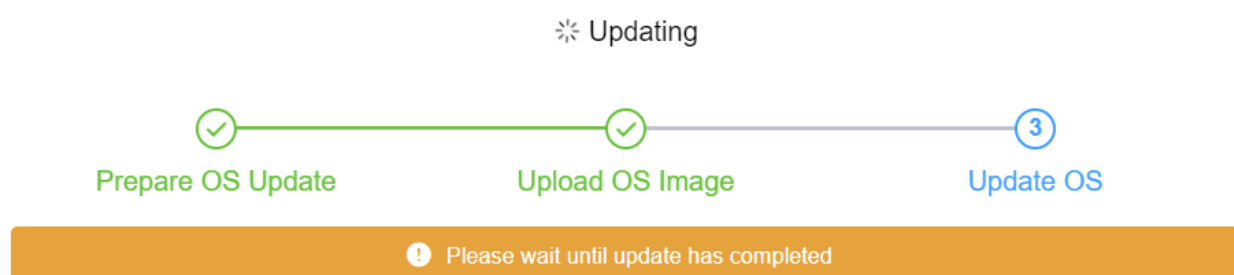 Updating
3
Prepare OS Update
Upload OS Image
Update OS
Please wait until update has completed